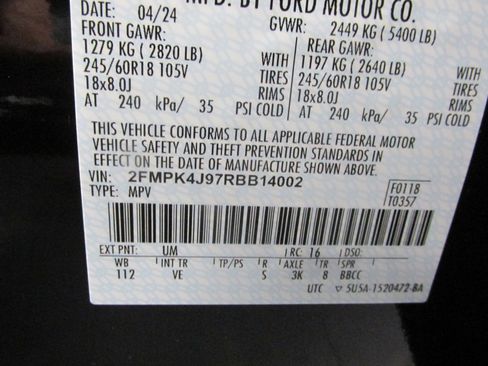 MFD. BY FORD MOTOR CO.
DATE: 04/24 GVWR: 2449 KG ( 5400 LB)
FRONT GAWR: REAR GAWR:
1279 KG ( 2820 LB) 1197 KG ( 2640 LB)
245/60R18 105V WITH TIRES 245/60R18 105V WITH TIRES
18x8.0J RIMS 18x8.0J RIMS
AT 240 kPa/ 35 PSI COLD AT 240 kPa/ 35 PSI COLD
THIS VEHICLE CONFORMS TO ALL APPLICABLE FEDERAL MOTOR
VEHICLE SAFETY AND THEFT PREVENTION STANDARDS IN
EFFECT ON THE DATE OF MANUFACTURE SHOWN ABOVE.
VIN: 2FMPK4J97RBB14002
TYPE: MPV
F0118
T0357
EXT PNT: UM RC: 16 DSO:
WB INT TR TP/PS R AXLE TR SPR
112 VE S 3K 8 BBCC
UTC ▽ 5U5A-1520472-BA